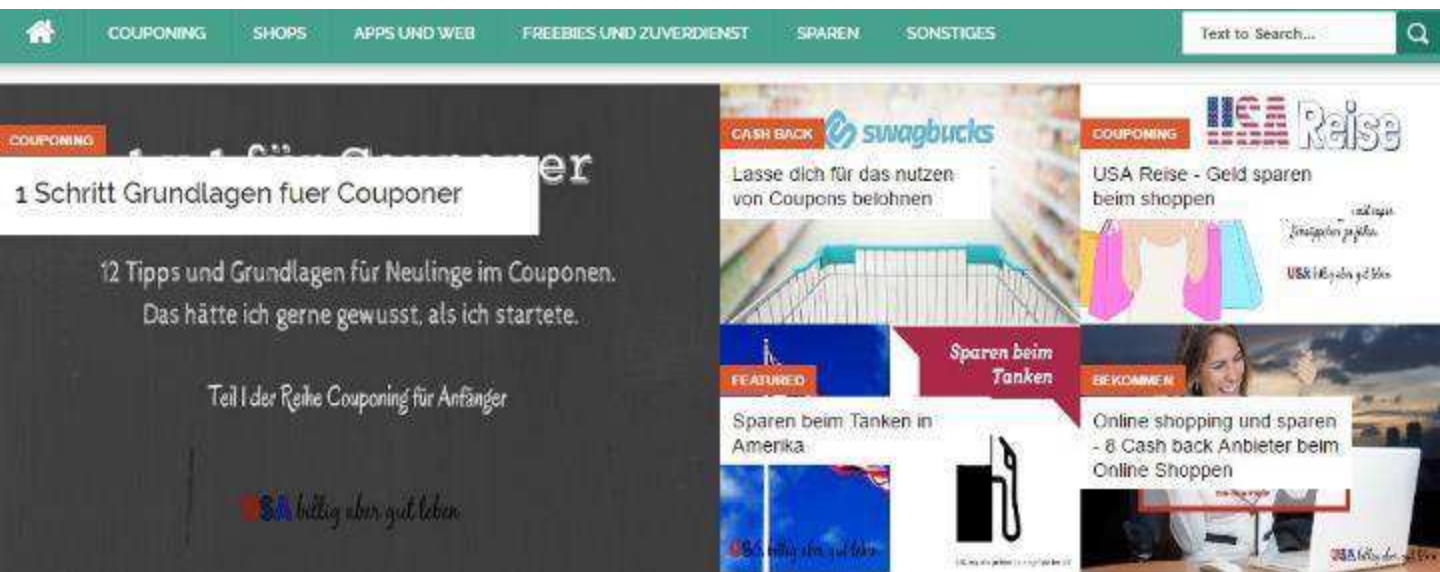 COUPONING
SHOPS
APPS UND WEB
FREEBIES UND ZUVERDIENST
SPAREN
SONSTIGES
Text to Search...
COUPONING
1 Schritt Grundlagen fuer Couponer
12 Tipps und Grundlagen für Neulinge im Couponen.
Das hätte ich gerne gewusst, als ich startete.
Teil 1 der Reihe Couponing für Anfänger
USA billig aber gut leben
CASH BACK
swagbucks
Lasse dich für das nutzen
von Coupons belohnen
COUPONING
USA Reise
USA Reise - Geld sparen
beim shoppen
USA billig aber gut leben
FEATURED
Sparen beim
Tanken
Sparen beim Tanken in
Amerika
USA billig aber gut leben
BEKOMMEN
Online shopping und sparen
- 8 Cash back Anbieter beim
Online Shoppen
USA billig aber gut leben